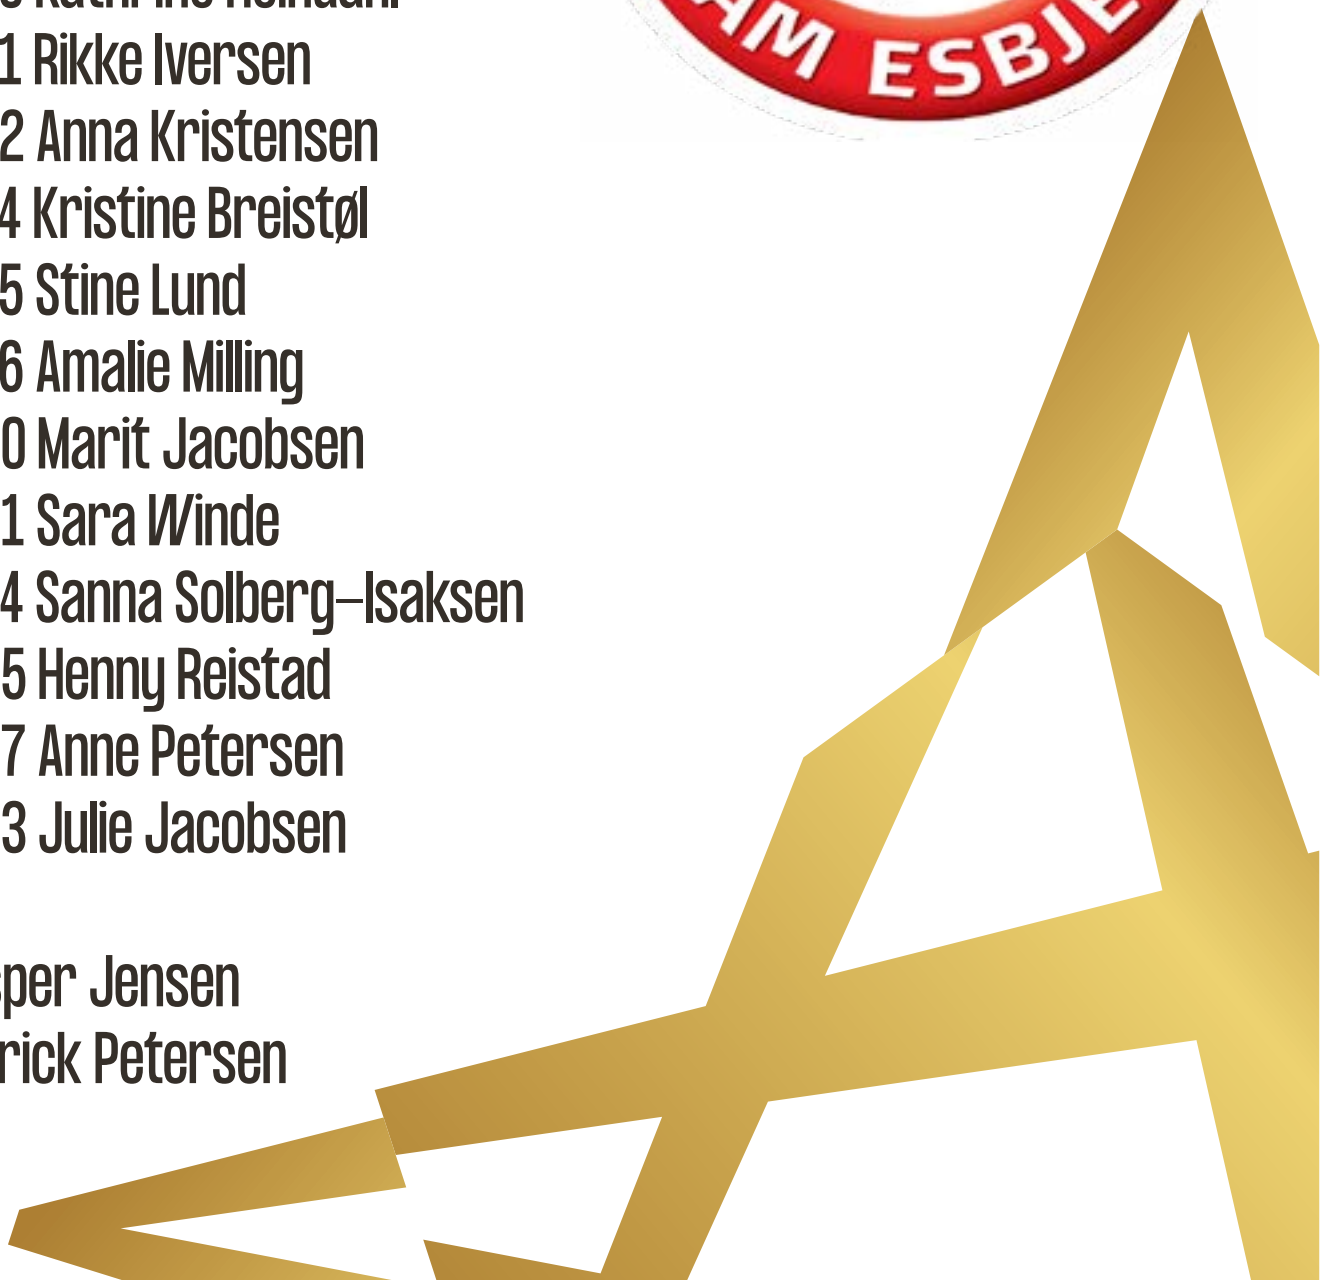 AM ESBJE
1 Rikke Iversen
2 Anna Kristensen
4 Kristine Breistøl
5 Stine Lund
6 Amalie Milling
0 Marit Jacobsen
1 Sara Winde
4 Sanna Solberg–Isaksen
5 Henny Reistad
7 Anne Petersen
3 Julie Jacobsen
sper Jensen
rick Petersen